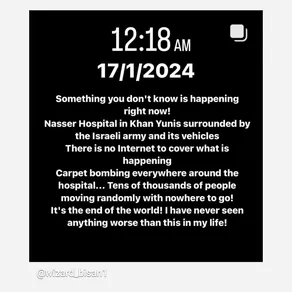 12:18 AM
17/1/2024
Something you don't know is happening
right now!
Nasser Hospital in Khan Yunis surrounded by
the Israeli army and its vehicles
There is no Internet to cover what is
happening
Carpet bombing everywhere around the
hospital... Tens of thousands of people
moving randomly with nowhere to go!
It's the end of the world! I have never seen
anything worse than this in my life!
@wizard_bisan1